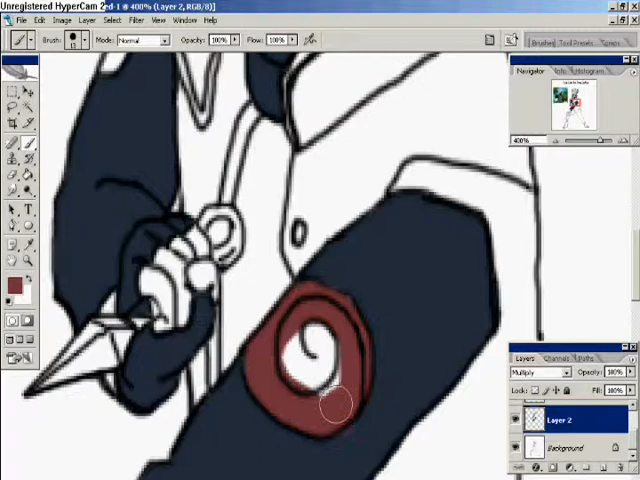 Unregistered HyperCam 2
ed-1 @ 400% (Layer 2, RGB/8)]
File Edit Image Layer Select Filter View Window Help
Brush: 13 Mode: Normal Opacity: 100% Flow: 100%
Brushes Tool Presets Comps
Navigator Info Histogram
400%
Layers Channels Paths
Multiply Opacity: 100%
Lock: Fill: 100%
Layer 2
Background